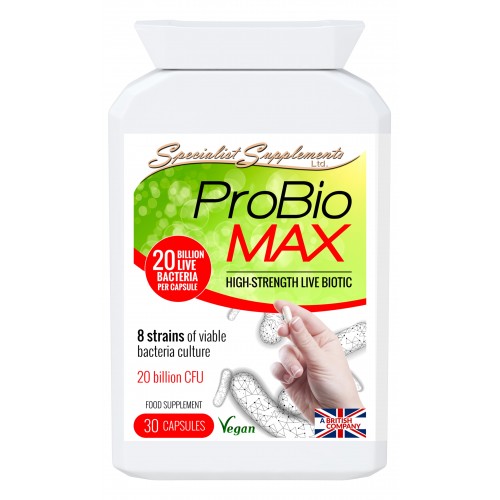 Specialist Supplements
Ltd.
ProBio
MAX
20 BILLION
LIVE
BACTERIA
PER CAPSULE
HIGH-STRENGTH LIVE BIOTIC
8 strains of viable
bacteria culture
20 billion CFU
FOOD SUPPLEMENT
30 CAPSULES
Vegan
A BRITISH
COMPANY